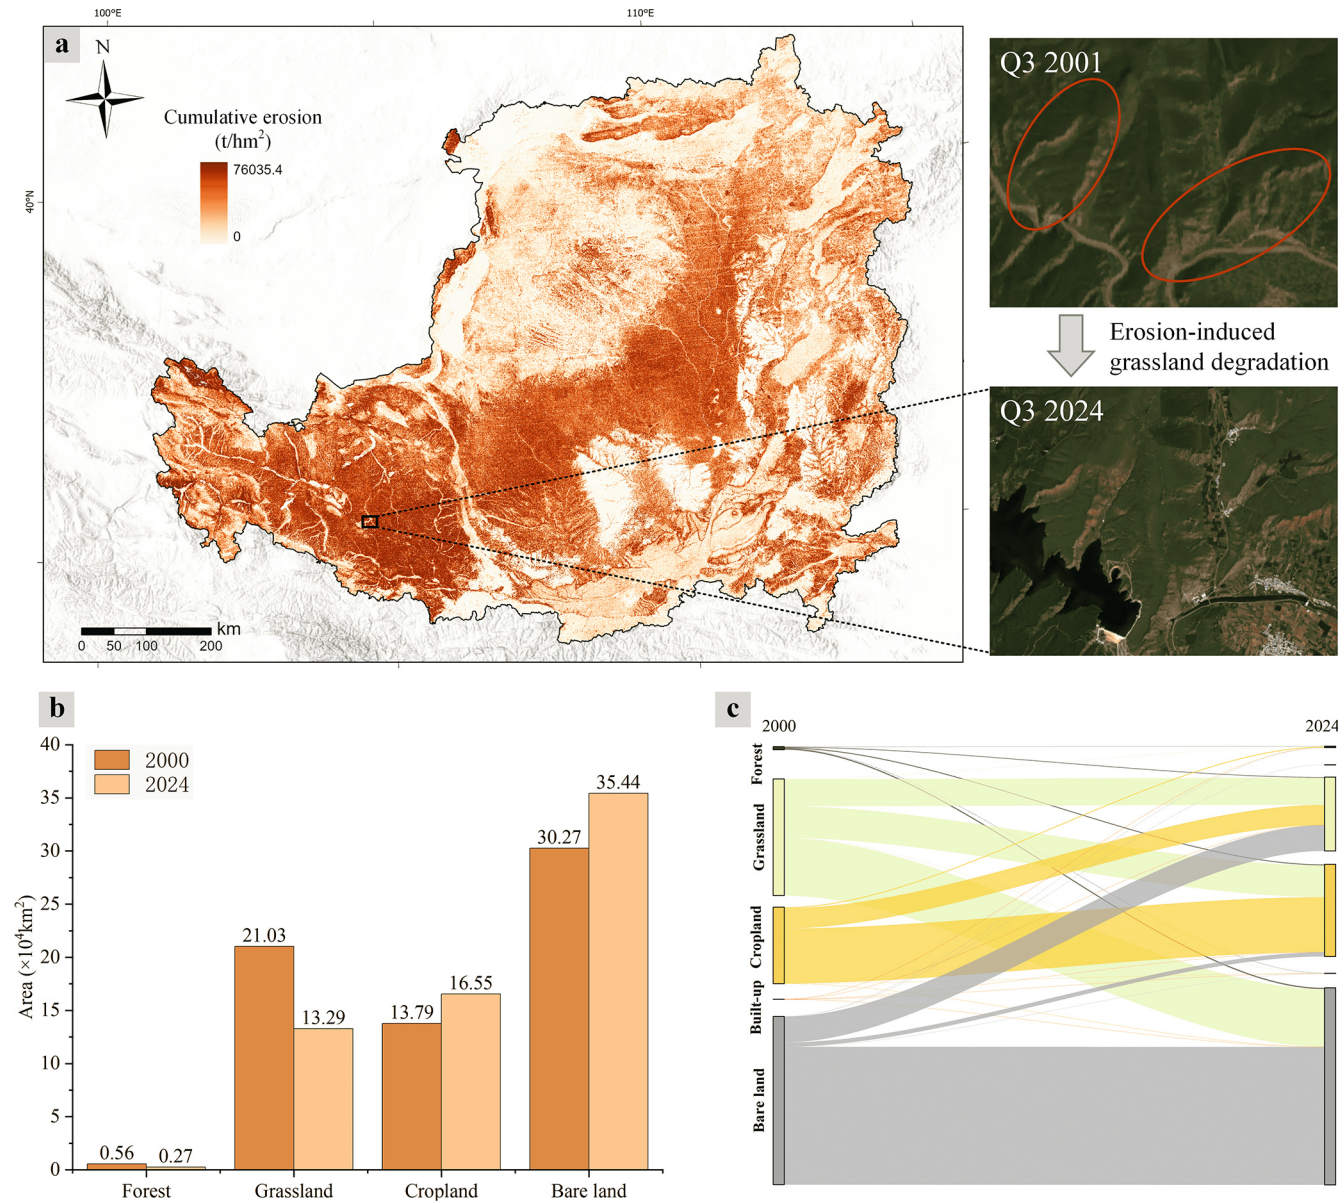 100°E
110°E
a
N
Cumulative erosion
(t/hm²)
76035.4
0
40°N
km
0 50 100 200
Q3 2001
Erosion-induced
grassland degradation
Q3 2024
b
2000
2024
Area (×10⁴km²)
40
35
30
25
20
15
10
5
0
0.56
0.27
21.03
13.29
13.79
16.55
30.27
35.44
Forest
Grassland
Cropland
Bare land
c
2000
2024
Forest
Grassland
Cropland
Built-up
Bare land